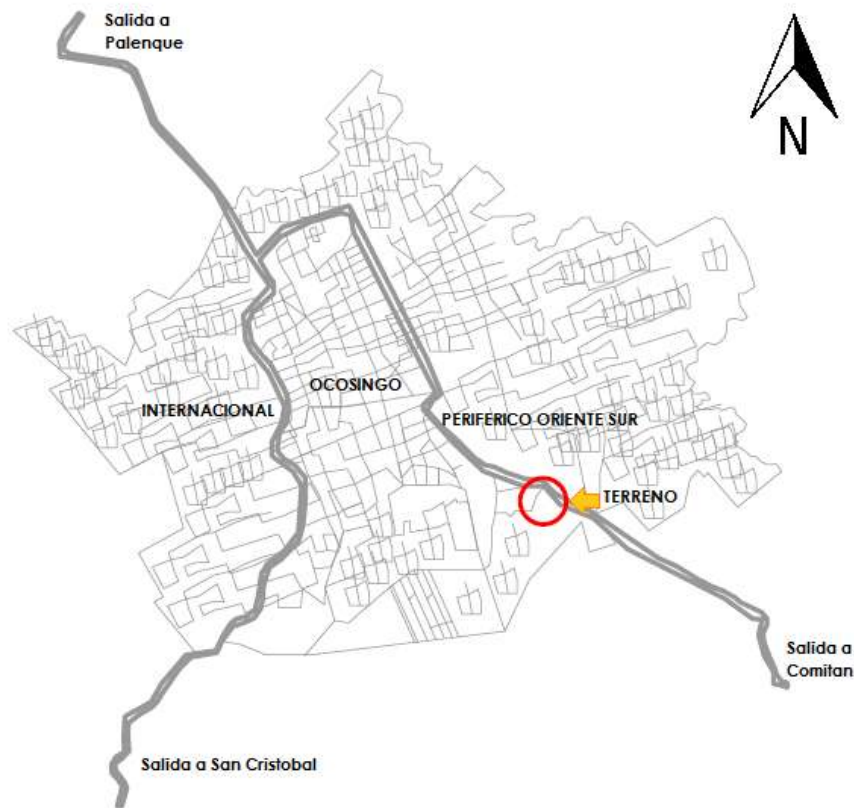 Salida a
Palenque
N
OCOSINGO
INTERNACIONAL
PERIFERICO ORIENTE SUR
TERRENO
Salida a
Comitan
Salida a San Cristobal